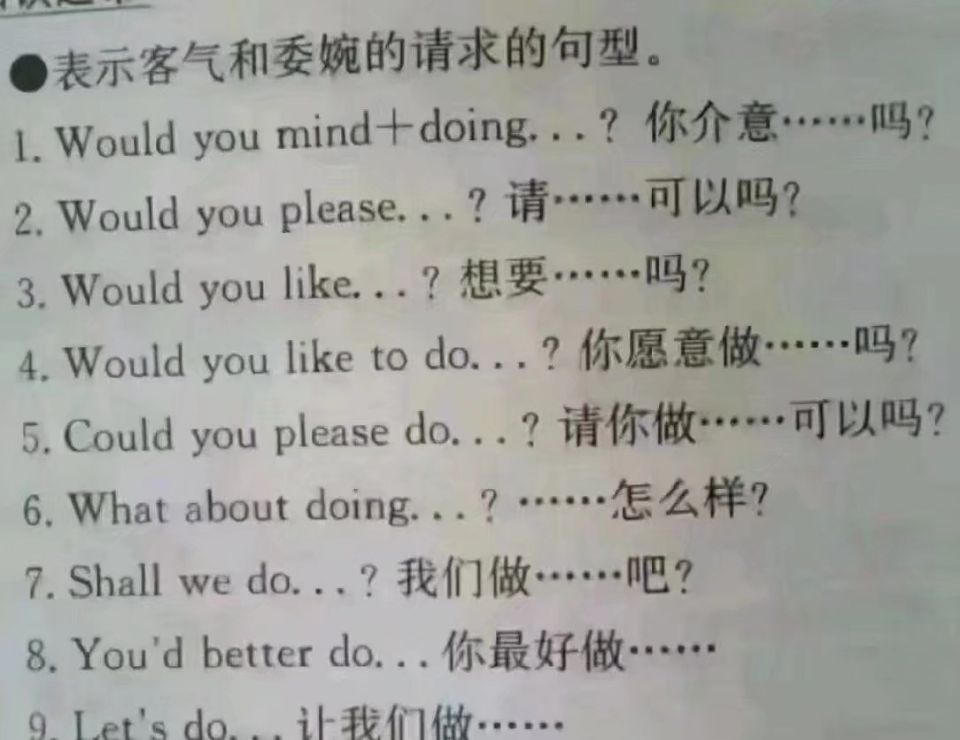 ●表示客气和委婉的请求的句型。
1. Would you mind+doing...? 你介意……吗?
2. Would you please...? 请……可以吗?
3. Would you like...? 想要……吗?
4. Would you like to do...? 你愿意做……吗?
5. Could you please do...? 请你做……可以吗?
6. What about doing...? ……怎么样?
7. Shall we do...? 我们做……吧?
8. You'd better do... 你最好做……
9. Let's do... 让我们做……